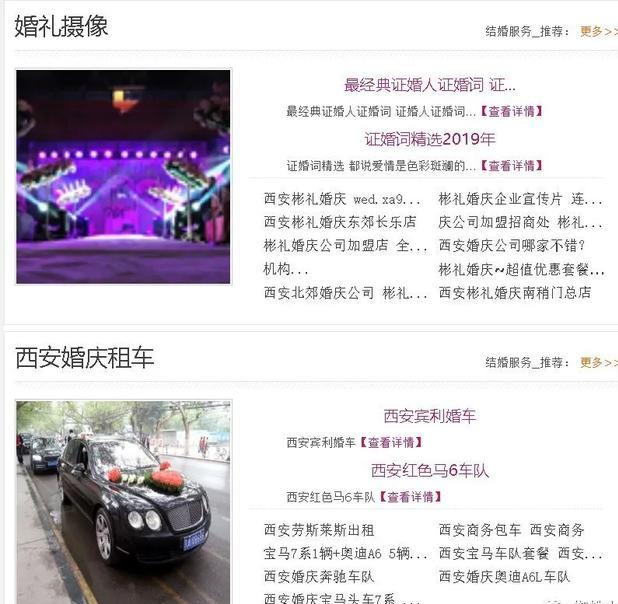 婚礼摄像
结婚服务_推荐： 更多>>
最经典证婚人证婚词 证...
最经典证婚人证婚词 证婚人证婚词...【查看详情】
证婚词精选2019年
证婚词精选 都说爱情是色彩斑斓的...【查看详情】
西安彬礼婚庆 wed.xa9... 彬礼婚庆企业宣传片 连...
西安彬礼婚庆东郊长乐店 庆公司加盟招商处 彬礼...
彬礼婚庆公司加盟店 全... 西安婚庆公司哪家不错?
机构... 彬礼婚庆~超值优惠套餐...
西安北郊婚庆公司 彬礼... 西安彬礼婚庆南稍门总店
西安婚庆租车
结婚服务_推荐： 更多>>
西安宾利婚车
西安宾利婚车【查看详情】
西安红色马6车队
西安红色马6车队【查看详情】
西安劳斯莱斯出租 西安商务包车 西安商务
宝马7系1辆+奥迪A6 5辆... 西安宝马车队套餐 西安...
西安婚庆奔驰车队 西安婚庆奥迪A6L车队
西安婚庆宝马头车7系...